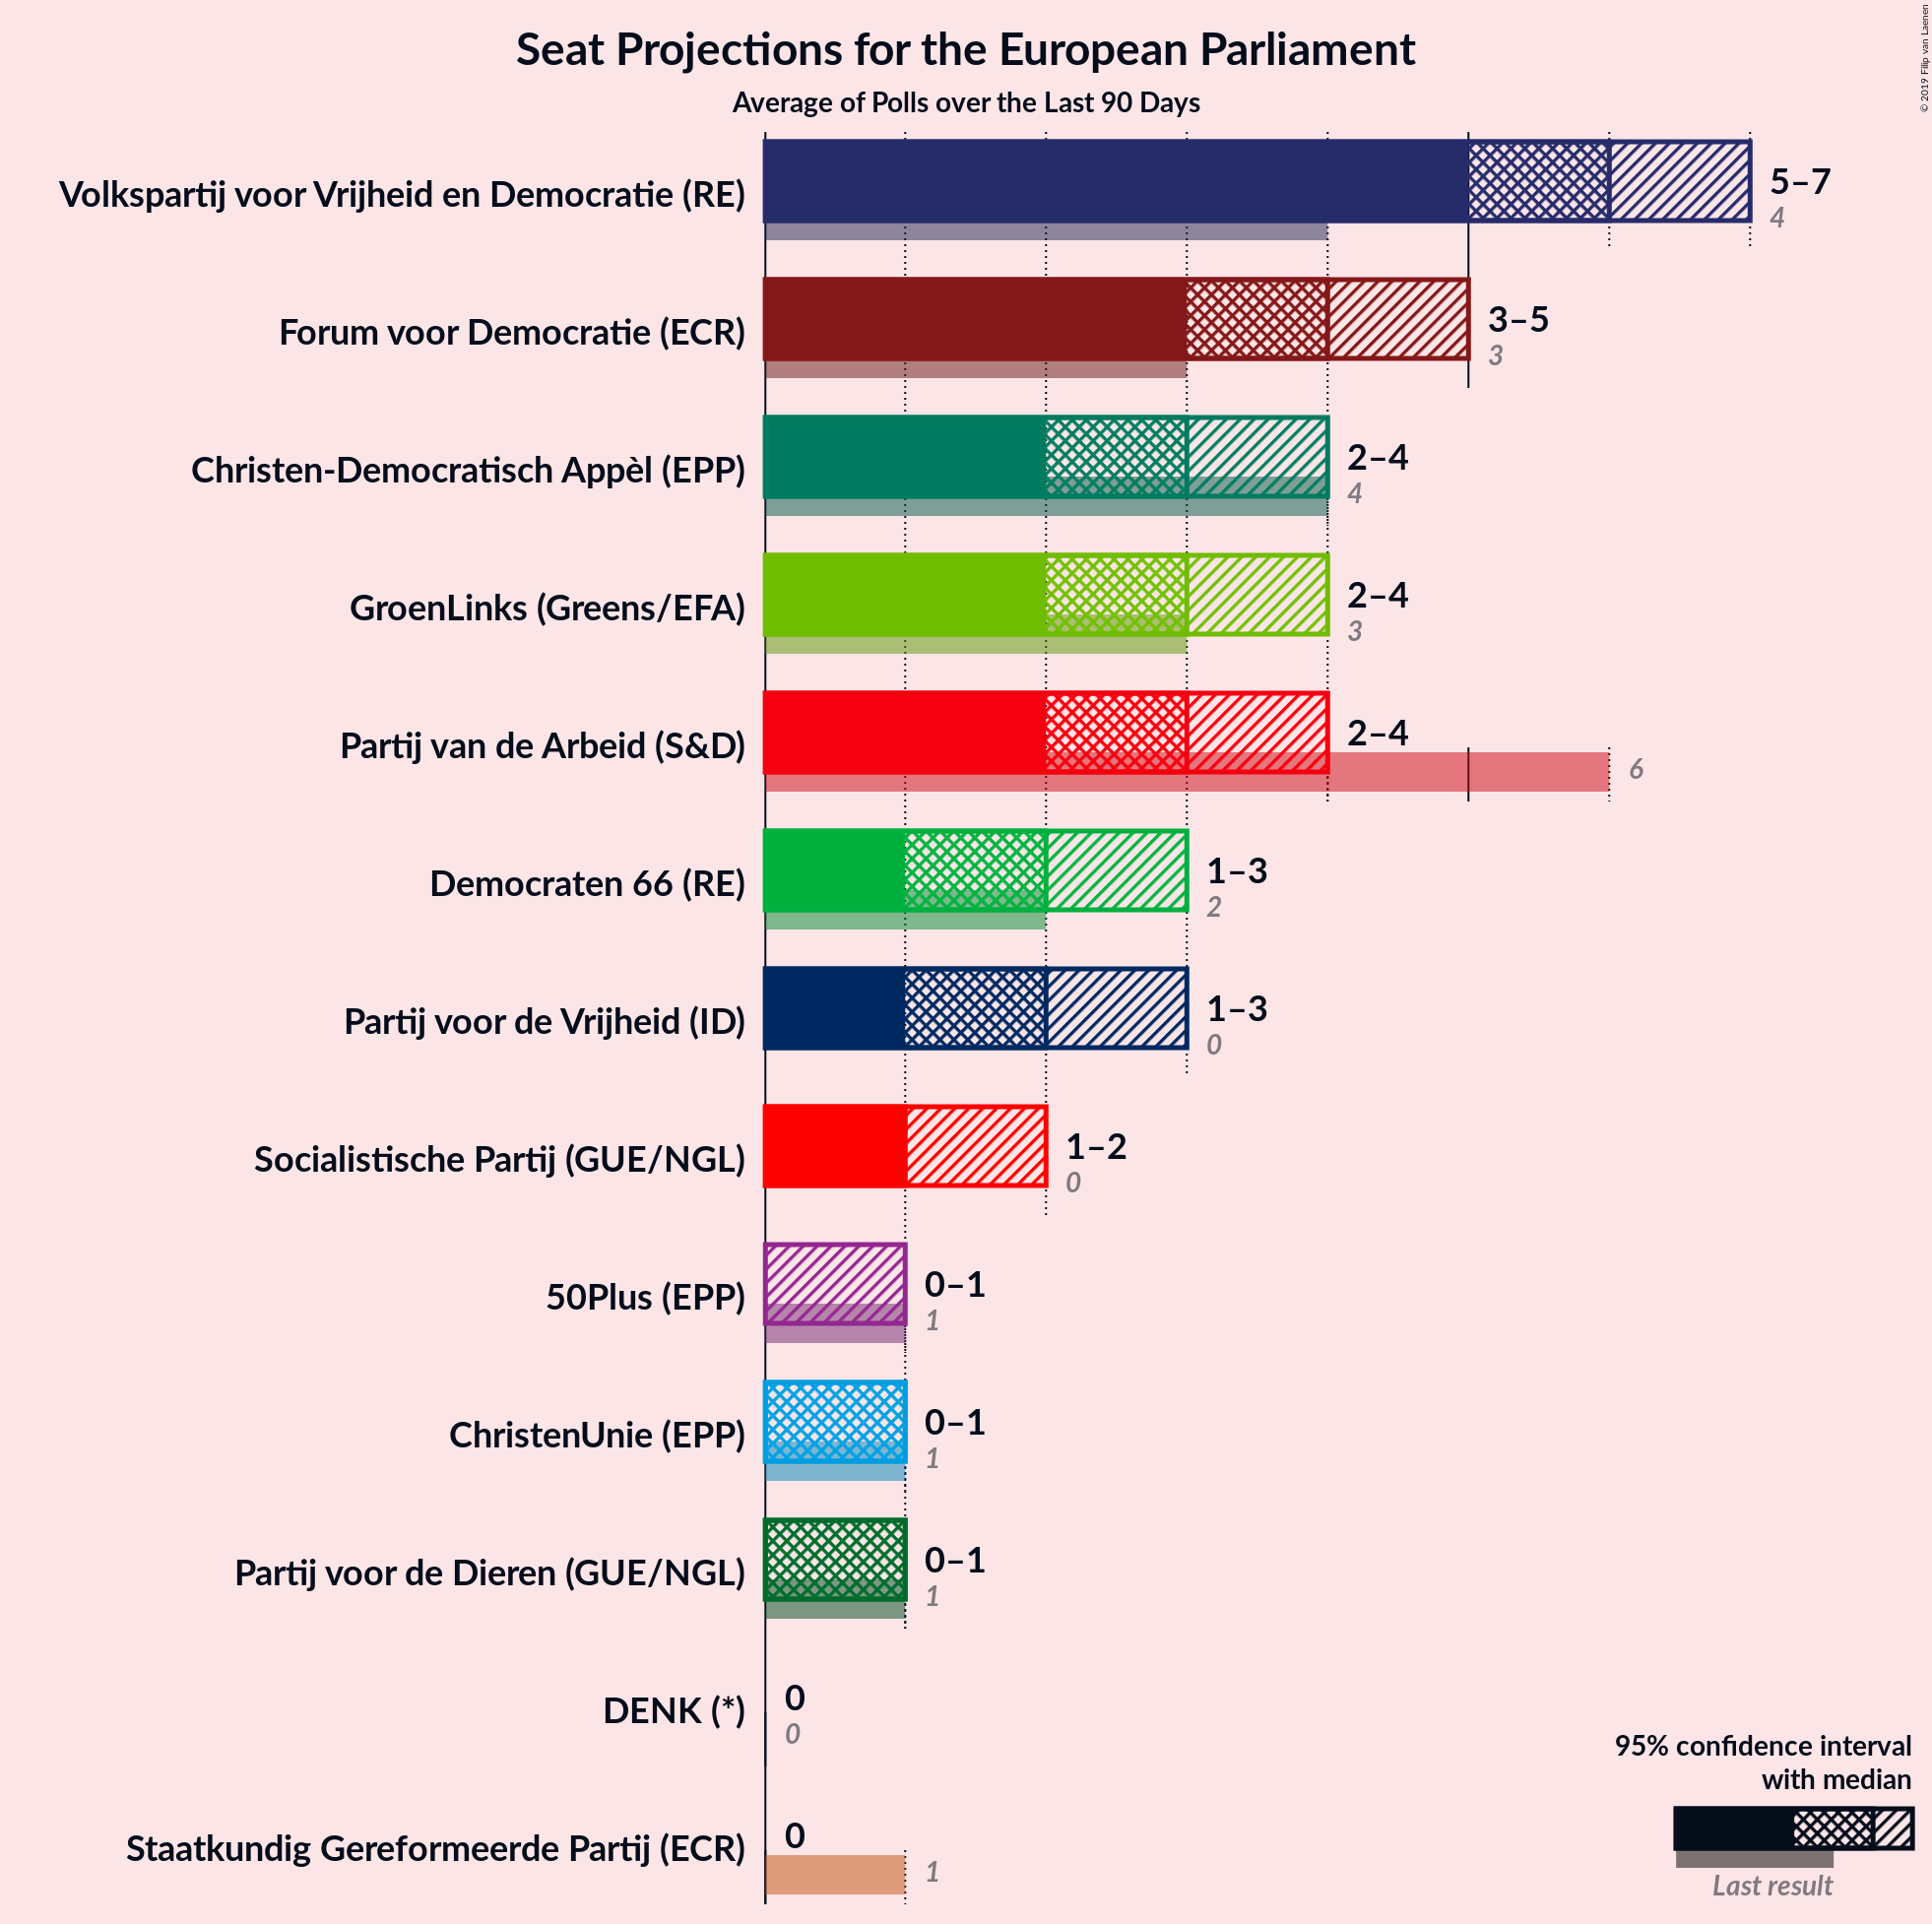 Seat Projections for the European Parliament
Average of Polls over the Last 90 Days
© 2019 Filip van Laenen
Volkspartij voor Vrijheid en Democratie (RE)
5–7
4
Forum voor Democratie (ECR)
3–5
3
Christen-Democratisch Appèl (EPP)
2–4
4
GroenLinks (Greens/EFA)
2–4
3
Partij van de Arbeid (S&D)
2–4
6
Democraten 66 (RE)
1–3
2
Partij voor de Vrijheid (ID)
1–3
0
Socialistische Partij (GUE/NGL)
1–2
0
50Plus (EPP)
0–1
1
ChristenUnie (EPP)
0–1
1
Partij voor de Dieren (GUE/NGL)
0–1
1
DENK (*)
0
0
Staatkundig Gereformeerde Partij (ECR)
0
1
95% confidence interval
with median
Last result